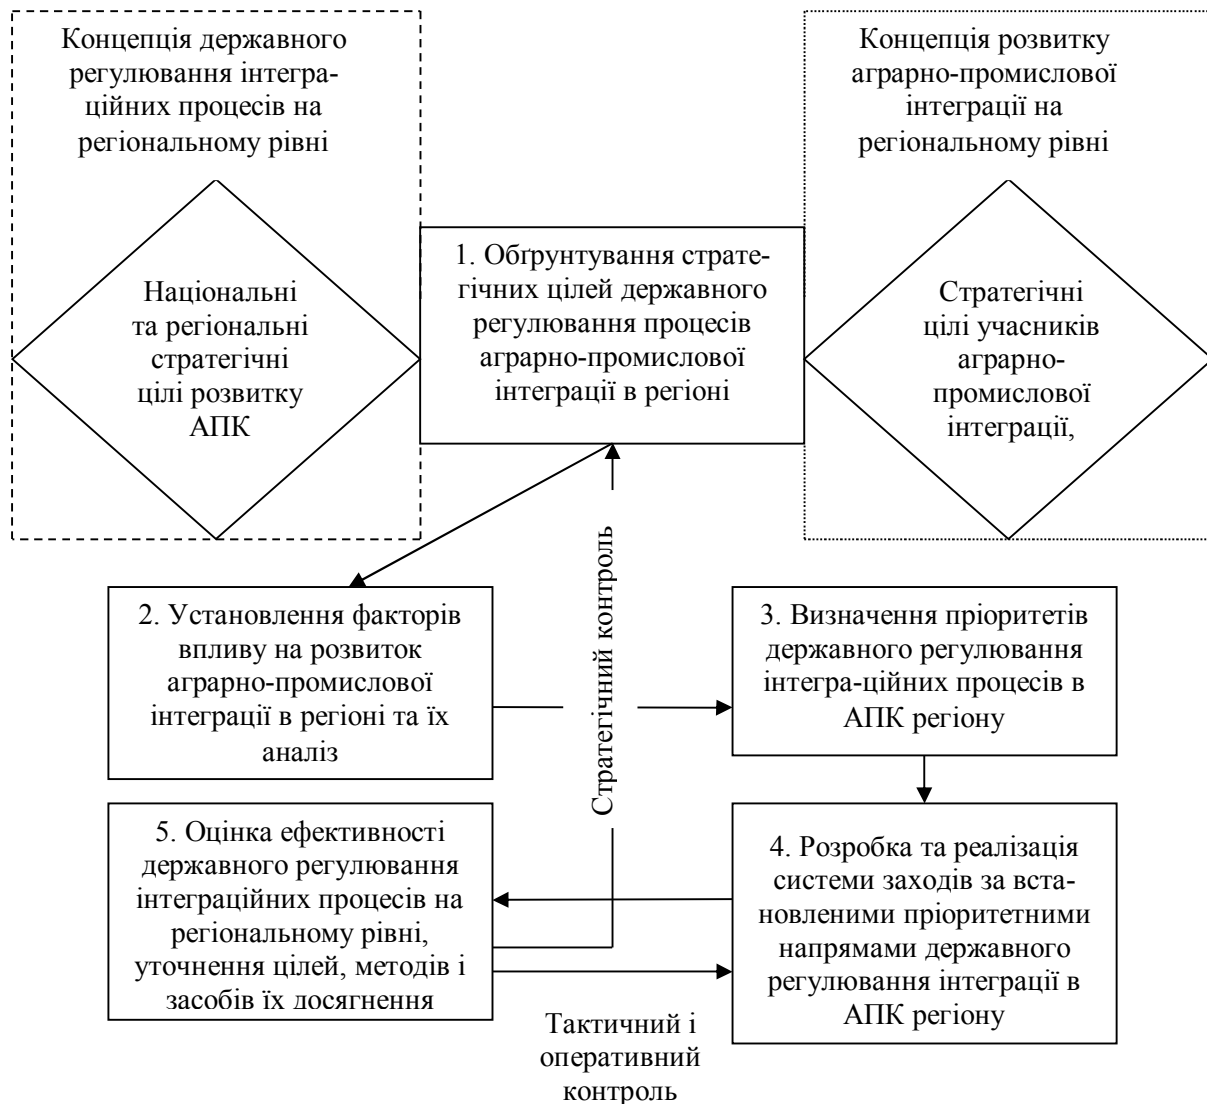 Концепція державного
регулювання інтегра-
ційних процесів на
регіональному рівні
Концепція розвитку
аграрно-промислової
інтеграції на
регіональному рівні
Національні
та регіональні
стратегічні
цілі розвитку
АПК
1. Обґрунтування страте-
гічних цілей державного
регулювання процесів
аграрно-промислової
інтеграції в регіоні
Стратегічні
цілі учасників
аграрно-
промислової
інтеграції,
Стратегічний контроль
2. Установлення факторів
впливу на розвиток
аграрно-промислової
інтеграції в регіоні та їх
аналіз
3. Визначення пріоритетів
державного регулювання
інтегра-ційних процесів в
АПК регіону
5. Оцінка ефективності
державного регулювання
інтеграційних процесів на
регіональному рівні,
уточнення цілей, методів і
засобів їх досягнення
4. Розробка та реалізація
системи заходів за вста-
новленими пріоритетними
напрямами державного
регулювання інтеграції в
АПК регіону
Тактичний і
оперативний
контроль